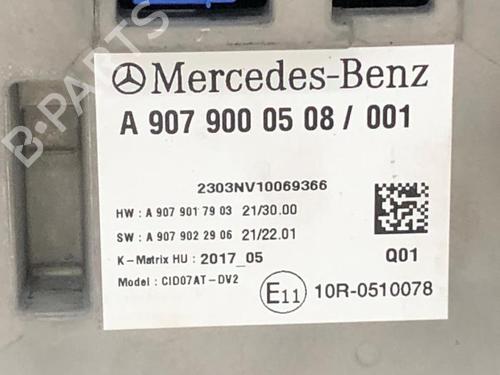 B-PARTS
Mercedes-Benz
A 907 900 05 08 / 001
2303NV10069366
HW : A 907 901 79 03 21/30.00
SW : A 907 902 29 06 21/22.01
K-Matrix HU : 2017_05
Q01
Model : CID07AT-DV2
E11 10R-0510078